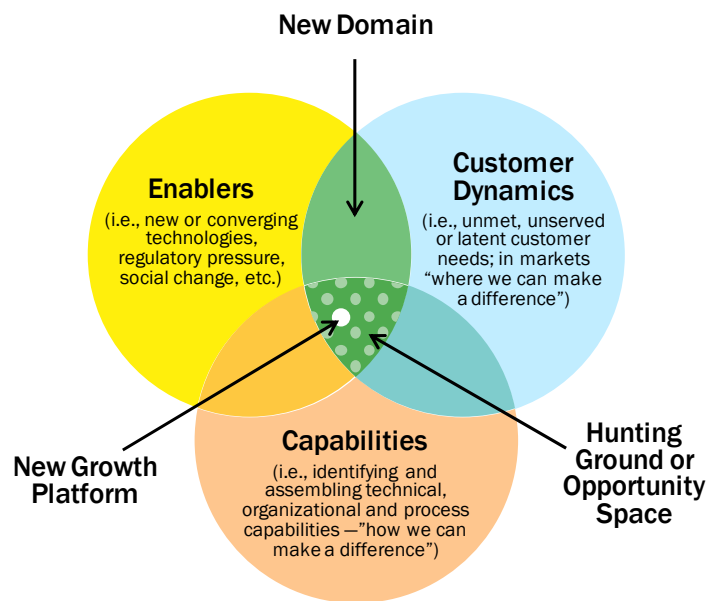 New Domain
Enablers
(i.e., new or converging
technologies,
regulatory pressure,
social change, etc.)
Customer
Dynamics
(i.e., unmet, unserved
or latent customer
needs; in markets
“where we can make
a difference”)
Capabilities
(i.e., identifying and
assembling technical,
organizational and process
capabilities —”how we can
make a difference”)
New Growth
Platform
Hunting
Ground or
Opportunity
Space